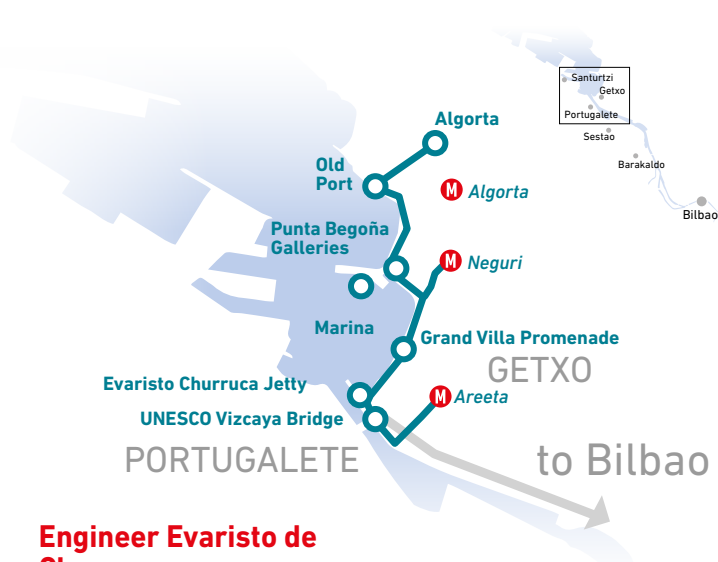 Santurtzi
Getxo
Portugalete
Sestao
Barakaldo
Bilbao
Algorta
Old
Port
M Algorta
Punta Begoña
Galleries
M Neguri
Marina
Grand Villa Promenade
GETXO
Evaristo Churruca Jetty
M Areeta
UNESCO Vizcaya Bridge
PORTUGALETE
to Bilbao
Engineer Evaristo de